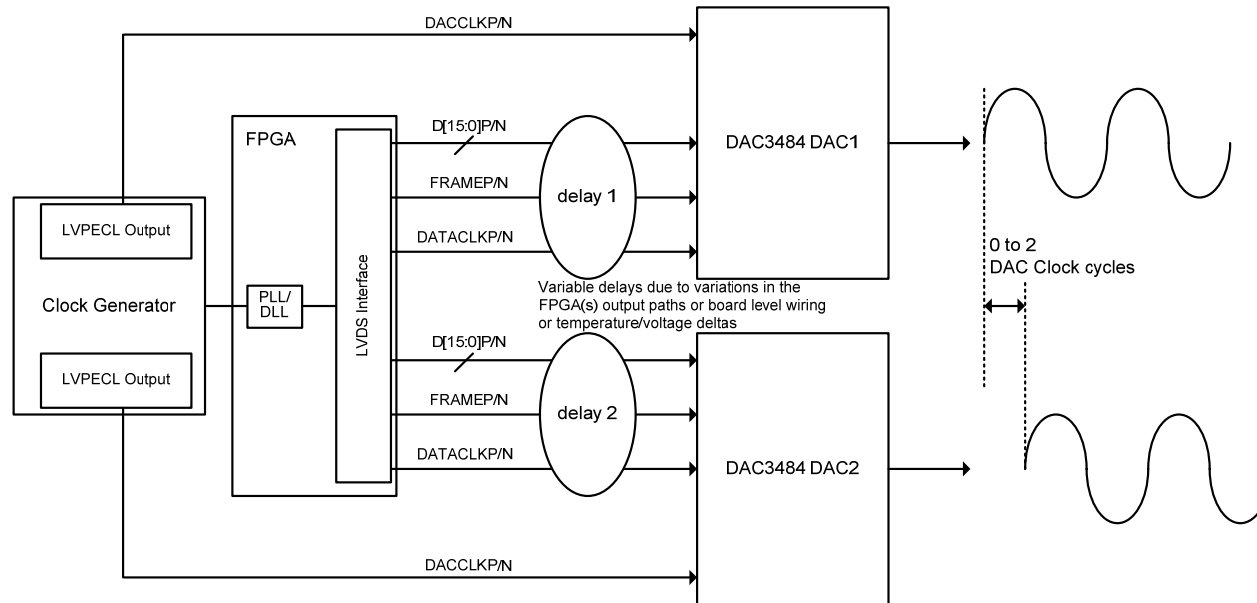 DACCLKP/N
FPGA
D[15:0]P/N
DAC3484 DAC1
FRAMEP/N
delay 1
LVPECL Output
DATACLKP/N
0 to 2
DAC Clock cycles
Clock Generator
PLL/
DLL
LVDS Interface
Variable delays due to variations in the
FPGA(s) output paths or board level wiring
or temperature/voltage deltas
D[15:0]P/N
LVPECL Output
FRAMEP/N
delay 2
DATACLKP/N
DAC3484 DAC2
DACCLKP/N